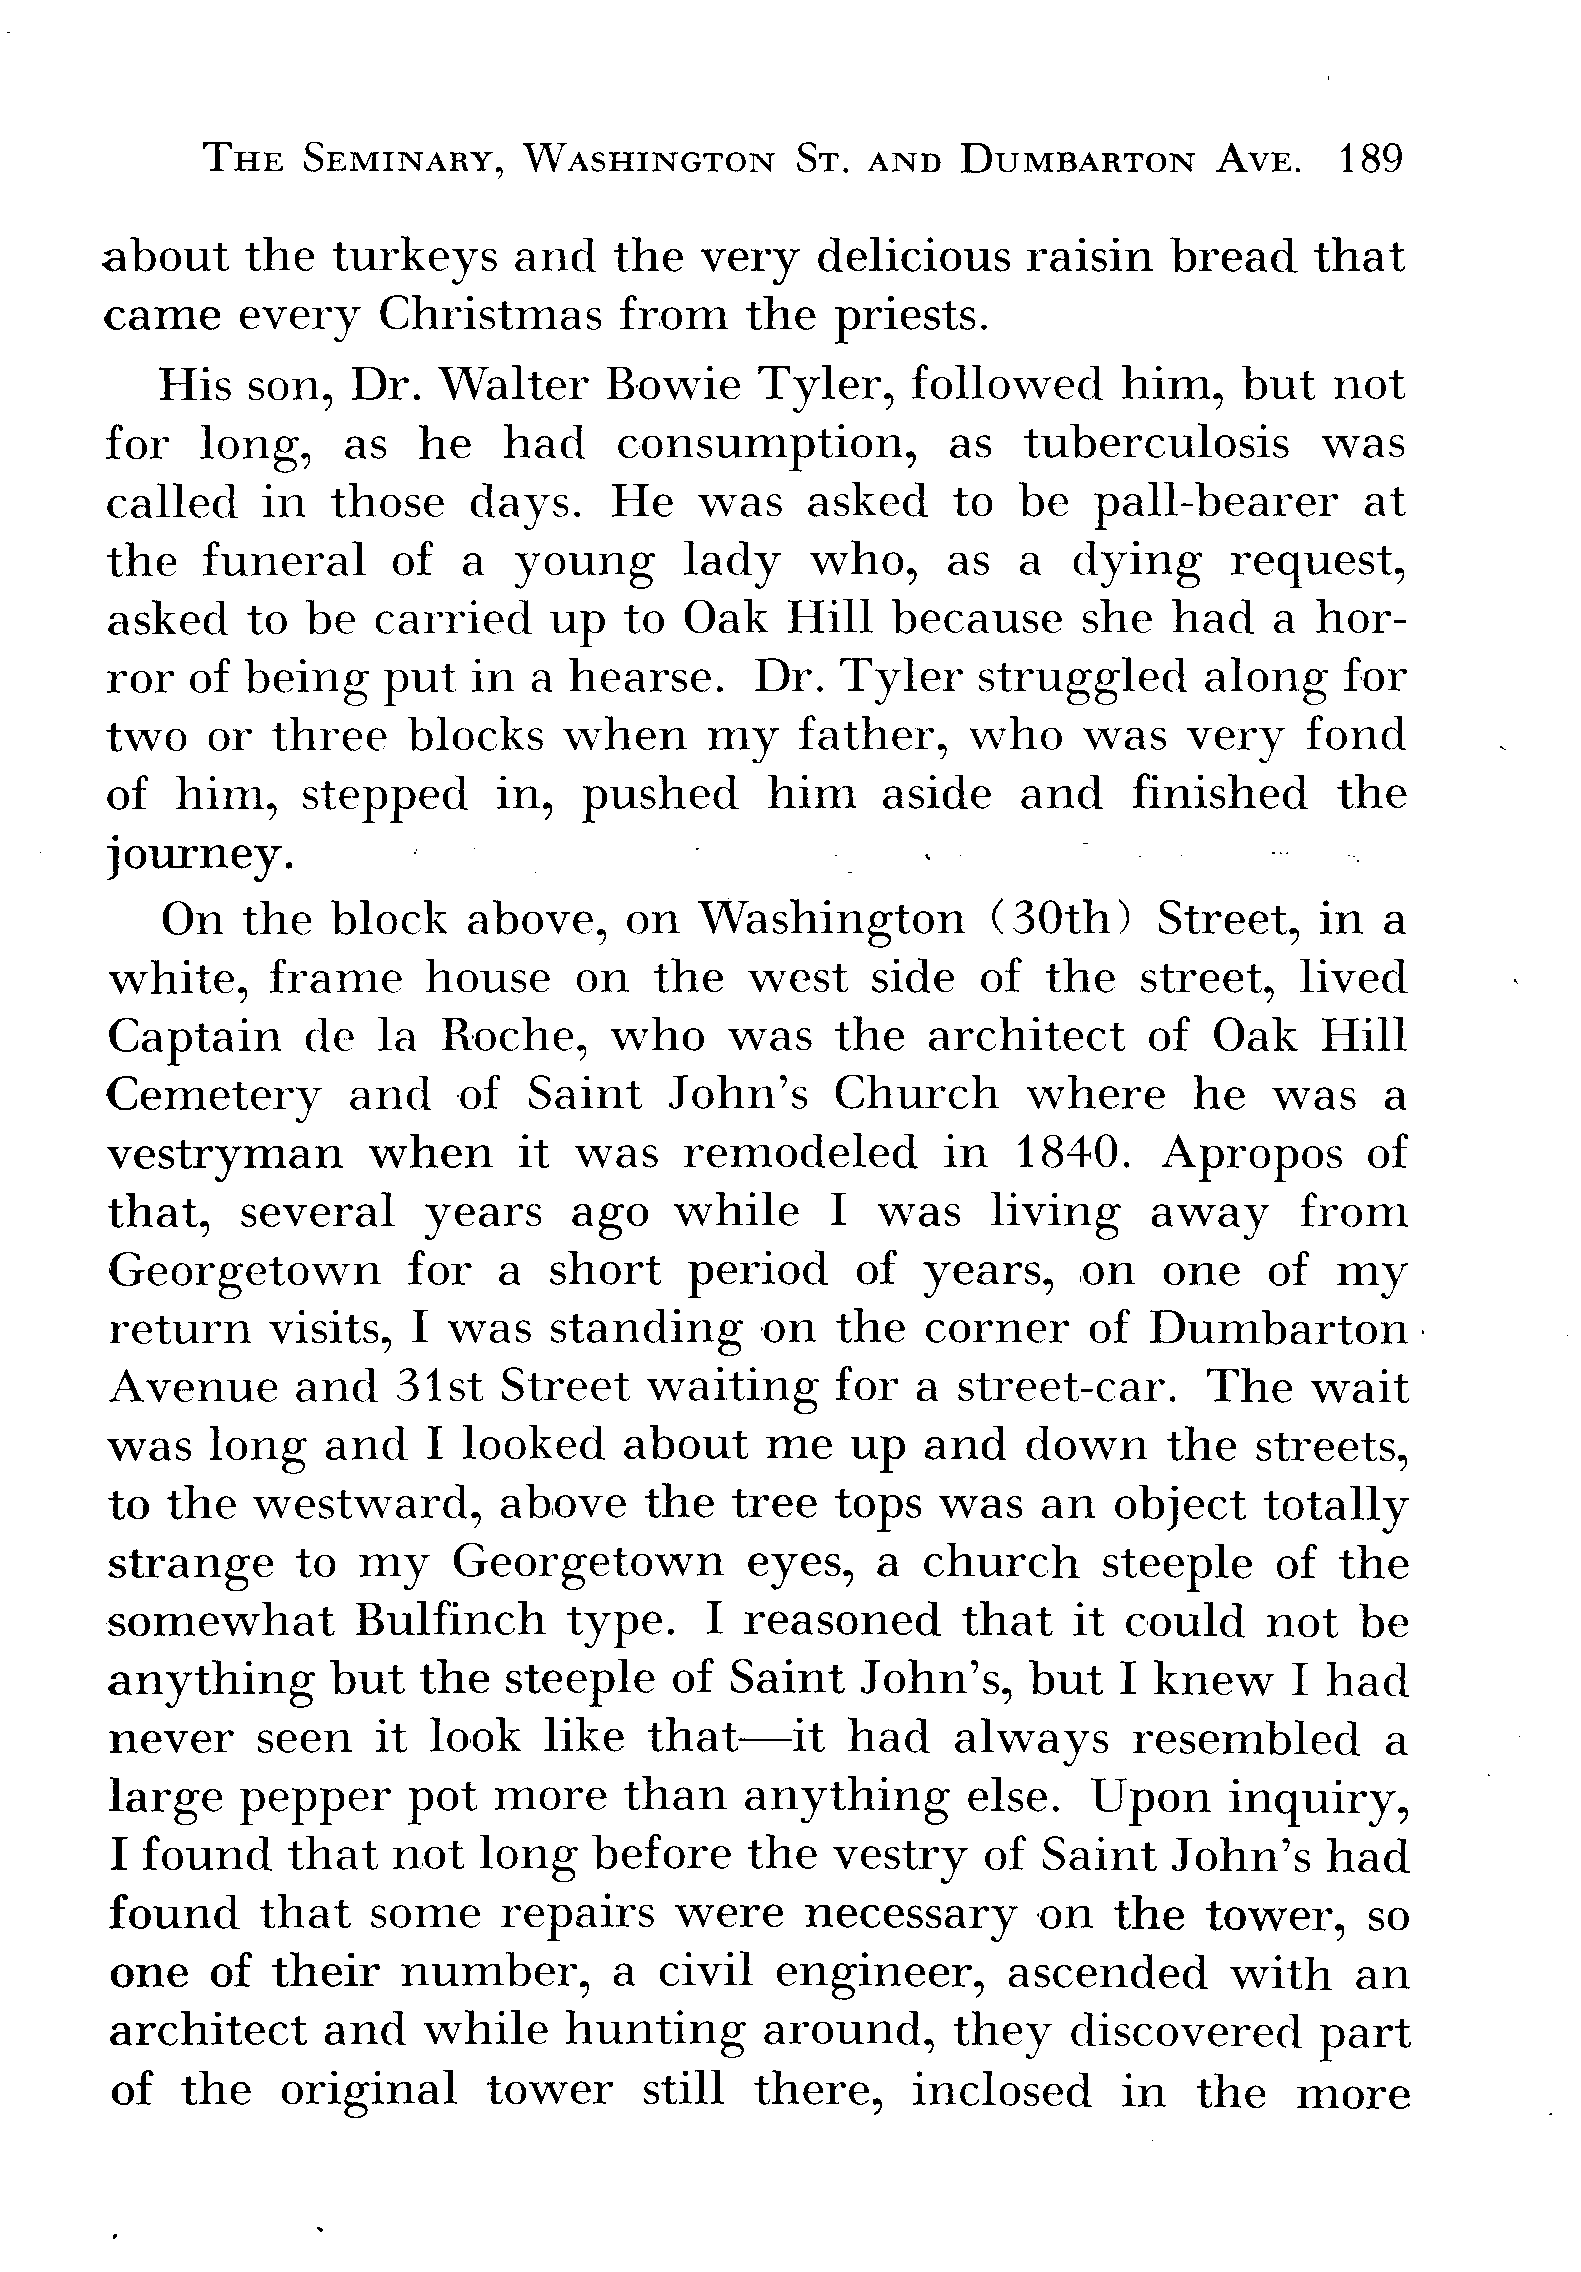 The Seminary, Washington St. and Dumbarton Ave. 189
about the turkeys and the very delicious raisin bread that
came every Christmas from the priests.
His son, Dr. Walter Bowie Tyler, followed him, but not
for long, as he had consumption, as tuberculosis was
called in those days. He was asked to be pall-bearer at
the funeral of a young lady who, as a dying request,
asked to be carried up to Oak Hill because she had a hor-
ror of being put in a hearse. Dr. Tyler struggled along for
two or three blocks when my father, who was very fond
of him, stepped in, pushed him aside and finished the
journey.
On the block above, on Washington (30th) Street, in a
white, frame house on the west side of the street, lived
Captain de la Roche, who was the architect of Oak Hill
Cemetery and of Saint John's Church where he was a
vestryman when it was remodeled in 1840. Apropos of
that, several years ago while I was living away from
Georgetown for a short period of years, on one of my
return visits, I was standing on the corner of Dumbarton
Avenue and 31st Street waiting for a street-car. The wait
was long and I looked about me up and down the streets,
to the westward, above the tree tops was an object totally
strange to my Georgetown eyes, a church steeple of the
somewhat Bulfinch type. I reasoned that it could not be
anything but the steeple of Saint John's, but I knew I had
never seen it look like that—it had always resembled a
large pepper pot more than anything else. Upon inquiry,
I found that not long before the vestry of Saint John's had
found that some repairs were necessary on the tower, so
one of their number, a civil engineer, ascended with an
architect and while hunting around, they discovered part
of the original tower still there, inclosed in the more